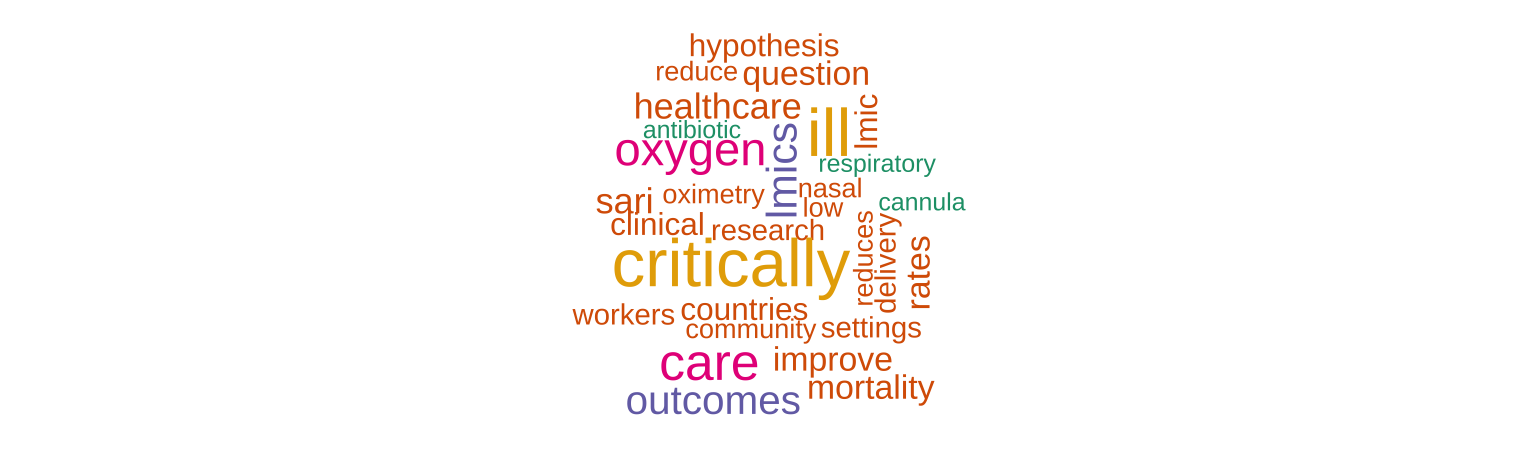 hypothesis
reduce question
healthcare
ill
lmic
antibiotic
oxygen
lmics
respiratory
sari
oximetry
nasal
cannula
low
clinical
research
critically
reduces
delivery
rates
workers
countries
community
settings
care
improve
mortality
outcomes